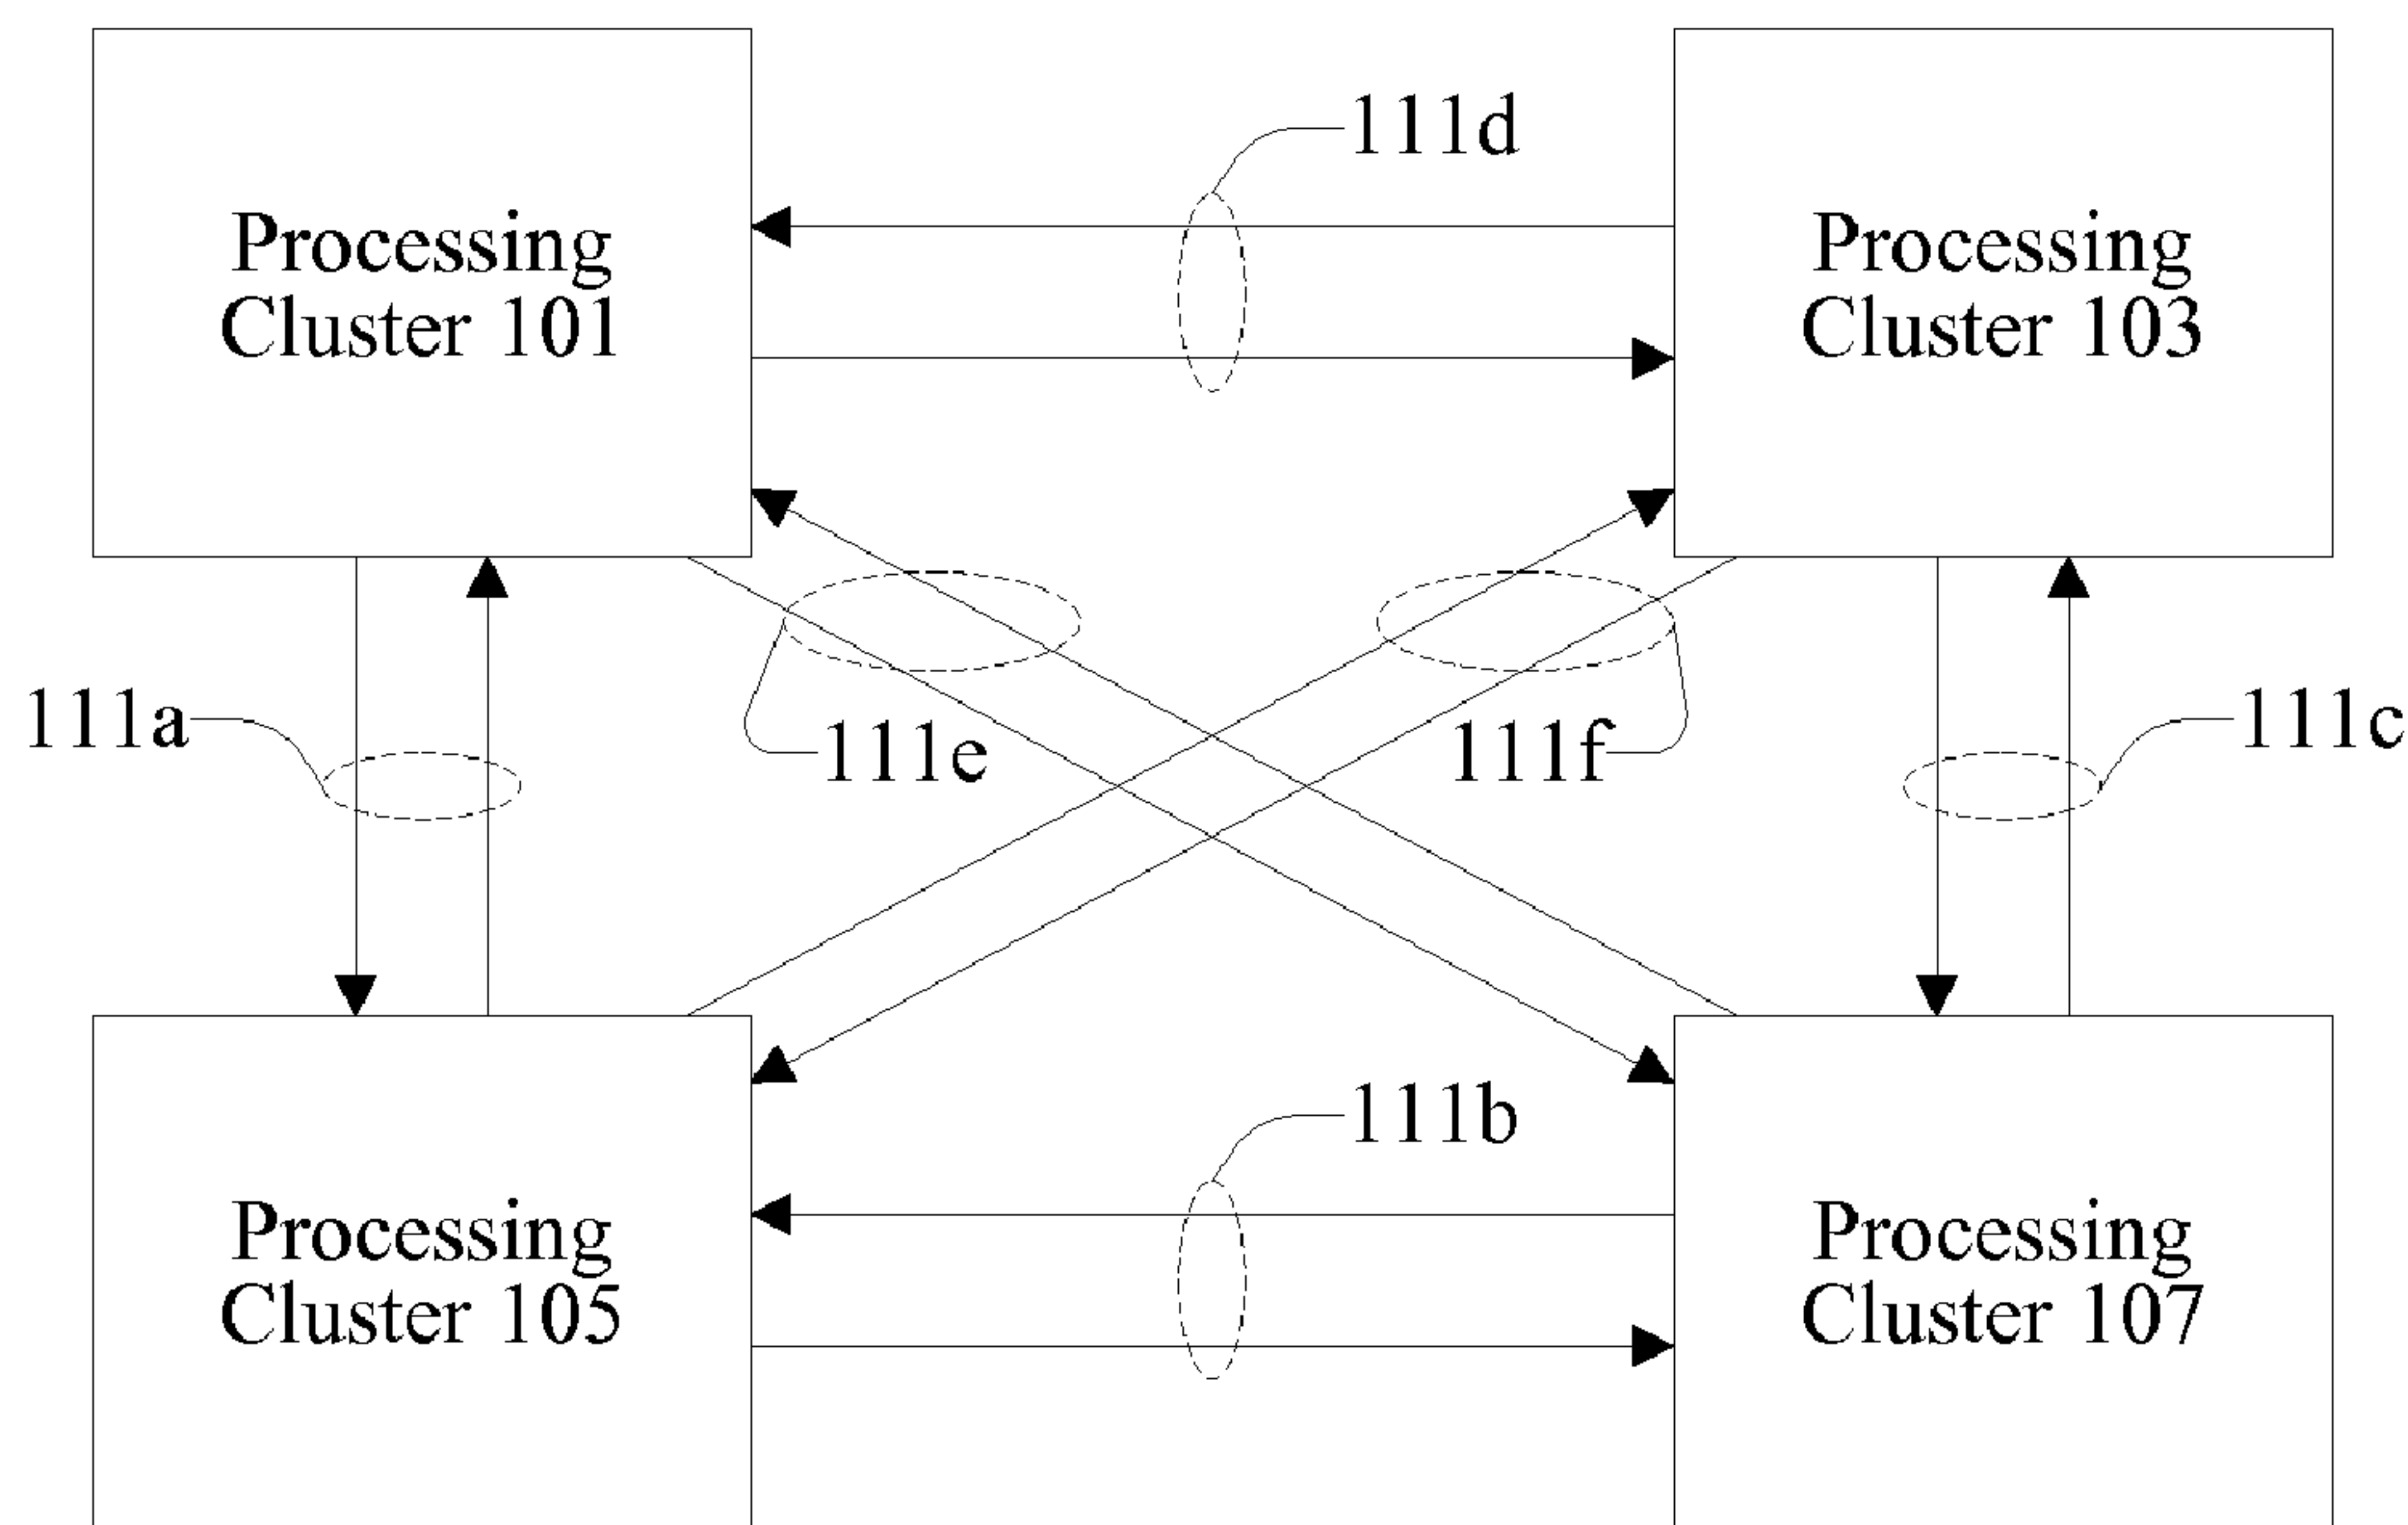 111d
Processing
Cluster 101
Processing
Cluster 103
111a
111e
111f
111c
111b
Processing
Cluster 105
Processing
Cluster 107